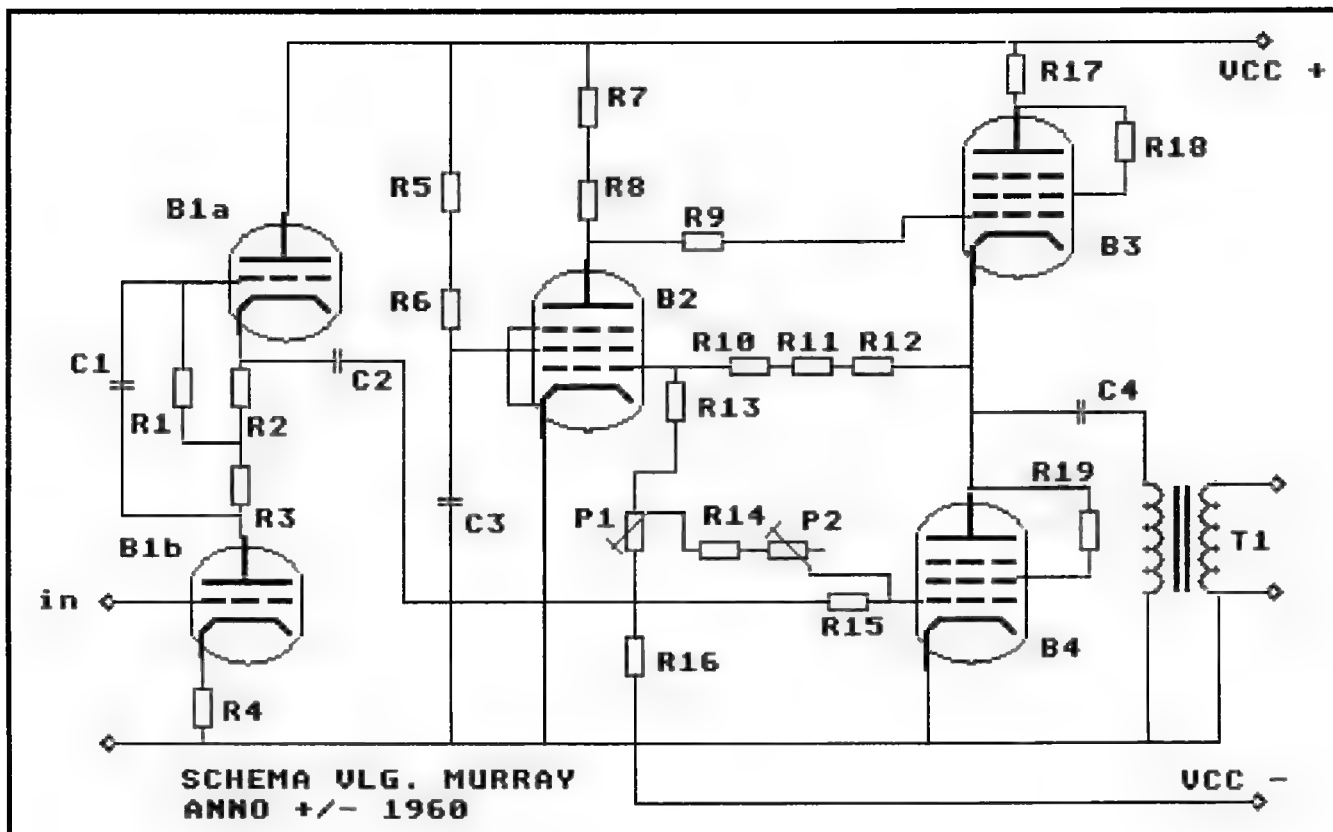 R17
VCC +
R7
R18
R5
R8
B1a
R9
B3
R6
B2
R10 R11 R12
C1
C2
C4
R13
R1
R2
R19
R3
C3
P1
R14
P2
B1b
T1
in
R15
R16
B4
R4
SCHEMA VLG. MURRAY
VCC -
ANNO +/- 1960